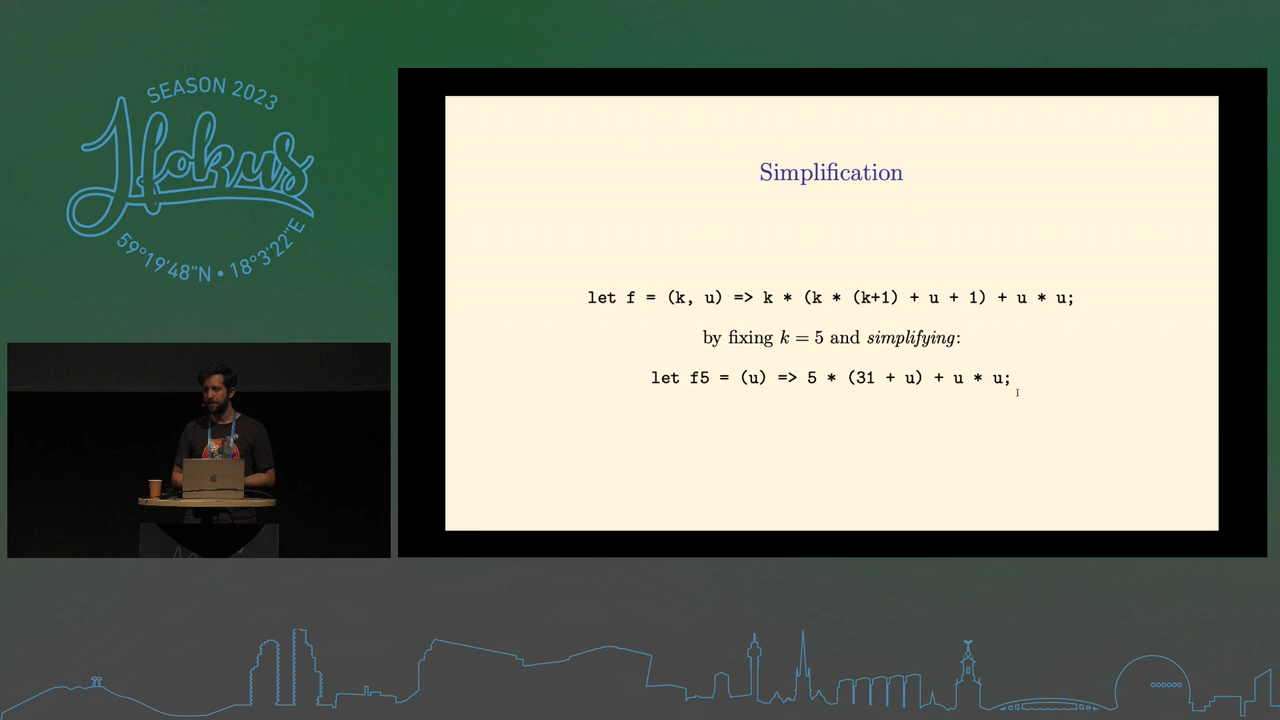 SEASON 2023
Jfokus
59°19'48"N • 18°3'22"E
Simplification
let f = (k, u) => k * (k * (k+1) + u + 1) + u * u;
by fixing k = 5 and simplifying:
let f5 = (u) => 5 * (31 + u) + u * u;